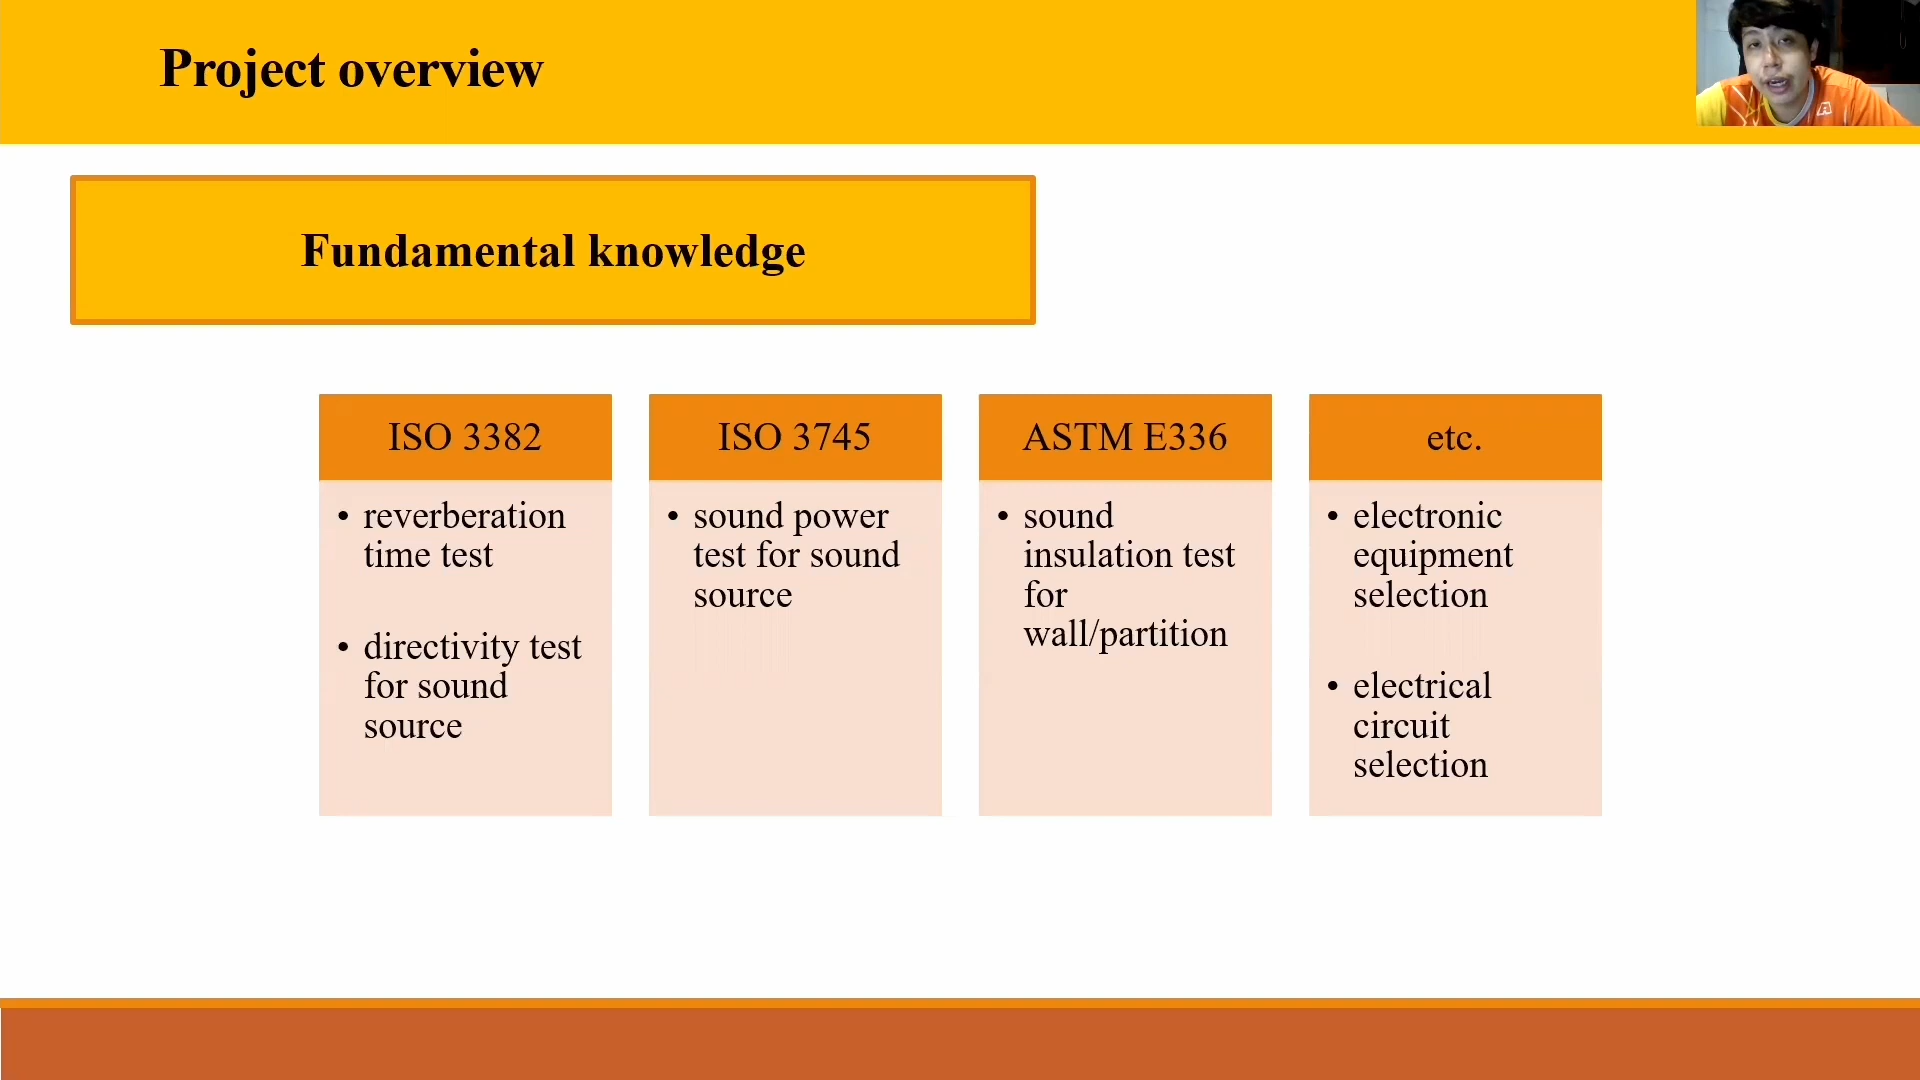 Project overview
Fundamental knowledge
ISO 3382
• reverberation
time test
• directivity test
for sound
source
ISO 3745
• sound power
test for sound
source
ASTM E336
• sound
insulation test
for
wall/partition
etc.
• electronic
equipment
selection
• electrical
circuit
selection